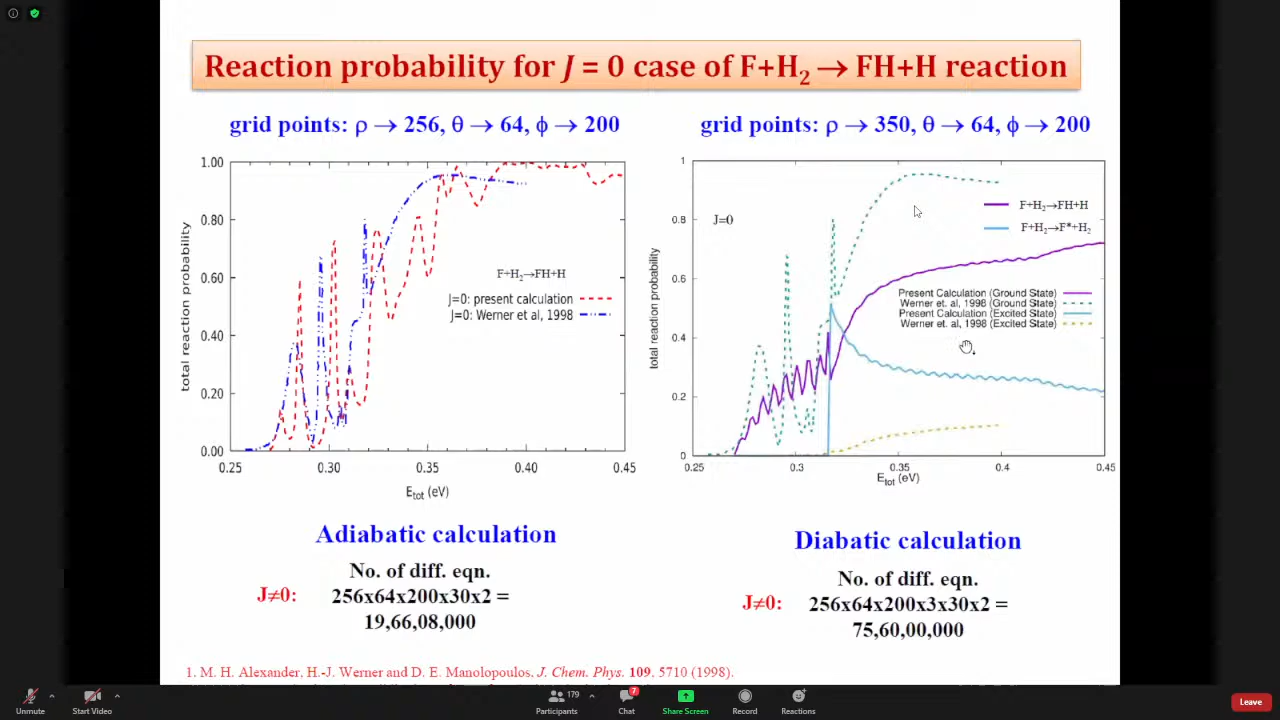 Reaction probability for J = 0 case of F+H2 → FH+H reaction
grid points: ρ → 256, θ → 64, ϕ → 200
grid points: ρ → 350, θ → 64, ϕ → 200
total reaction probability
1.00
0.80
0.60
0.40
0.20
0.00
0.25
0.30
0.35
0.40
0.45
Etot (eV)
F+H2→FH+H
J=0: present calculation
J=0: Werner et al, 1998
total reaction probability
1
0.8
0.6
0.4
0.2
0
0.25
0.3
0.35
0.4
0.45
Etot (eV)
J=0
F+H2→FH+H
F+H2→F*+H2
Present Calculation (Ground State)
Werner et. al, 1998 (Ground State)
Present Calculation (Excited State)
Werner et. al, 1998 (Excited State)
Adiabatic calculation
No. of diff. eqn.
J≠0: 256x64x200x30x2 =
19,66,08,000
Diabatic calculation
No. of diff. eqn.
J≠0: 256x64x200x3x30x2 =
75,60,00,000
1. M. H. Alexander, H.-J. Werner and D. E. Manolopoulos, J. Chem. Phys. 109, 5710 (1998).
Unmute
Start Video
Participants
179
Chat
7
Share Screen
Record
Reactions
Leave